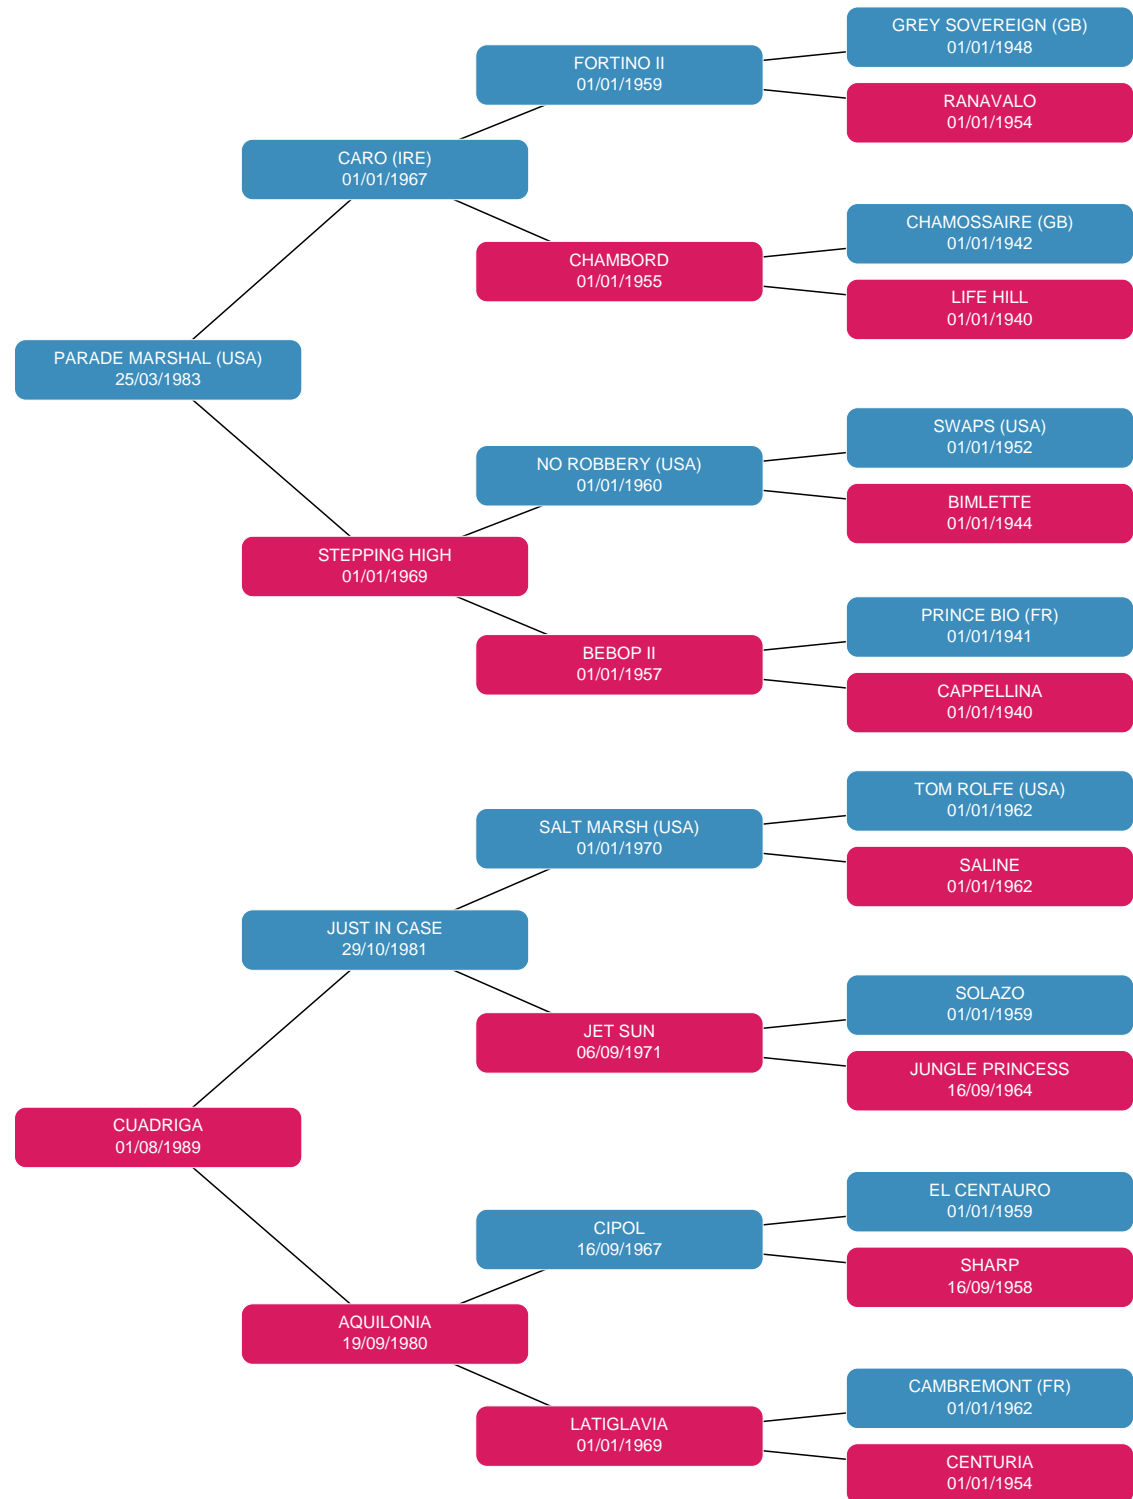 GREY SOVEREIGN (GB)
01/01/1948
FORTINO II
01/01/1959
RANAVALO
01/01/1954
CARO (IRE)
01/01/1967
CHAMOSSAIRE (GB)
01/01/1942
CHAMBORD
01/01/1955
LIFE HILL
01/01/1940
PARADE MARSHAL (USA)
25/03/1983
SWAPS (USA)
01/01/1952
NO ROBBERY (USA)
01/01/1960
BIMLETTE
01/01/1944
STEPPING HIGH
01/01/1969
PRINCE BIO (FR)
01/01/1941
BEBOP II
01/01/1957
CAPPELLINA
01/01/1940
TOM ROLFE (USA)
01/01/1962
SALT MARSH (USA)
01/01/1970
SALINE
01/01/1962
JUST IN CASE
29/10/1981
SOLAZO
01/01/1959
JET SUN
06/09/1971
JUNGLE PRINCESS
16/09/1964
CUADRIGA
01/08/1989
EL CENTAURO
01/01/1959
CIPOL
16/09/1967
SHARP
16/09/1958
AQUILONIA
19/09/1980
CAMBREMONT (FR)
01/01/1962
LATIGLAVIA
01/01/1969
CENTURIA
01/01/1954